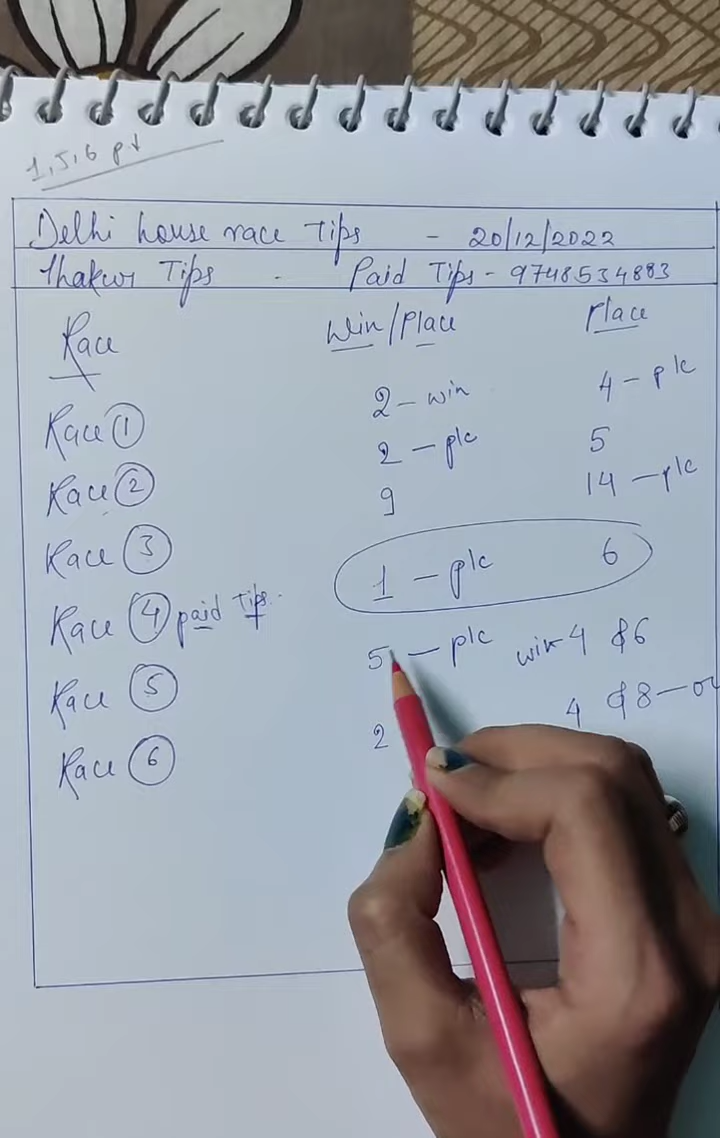 1, 5, 6 pt
Delhi house race Tips - 20/12/2022
Thakur Tips - Paid Tips - 9748534883
Race Win/Place Place
Race 1 2 - win 4 - plc
Race 2 2 - plc 5
Race 3 9 14 - plc
Race 4 paid Tips. 1 - plc 6
Race 5 5 - plc win 4 & 6
Race 6 2 4 & 8 -